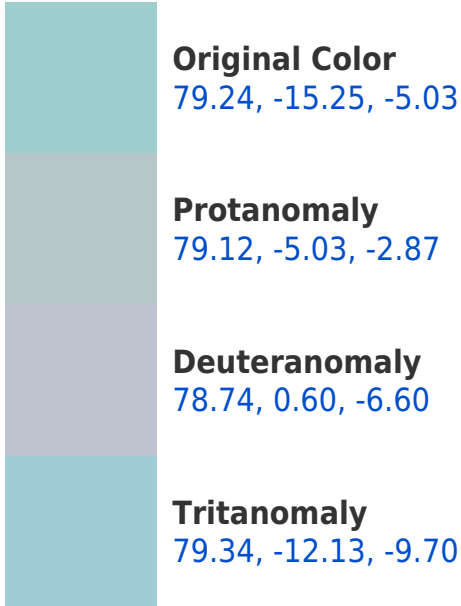 Original Color
79.24, -15.25, -5.03
Protanomaly
79.12, -5.03, -2.87
Deuteranomaly
78.74, 0.60, -6.60
Tritanomaly
79.34, -12.13, -9.70